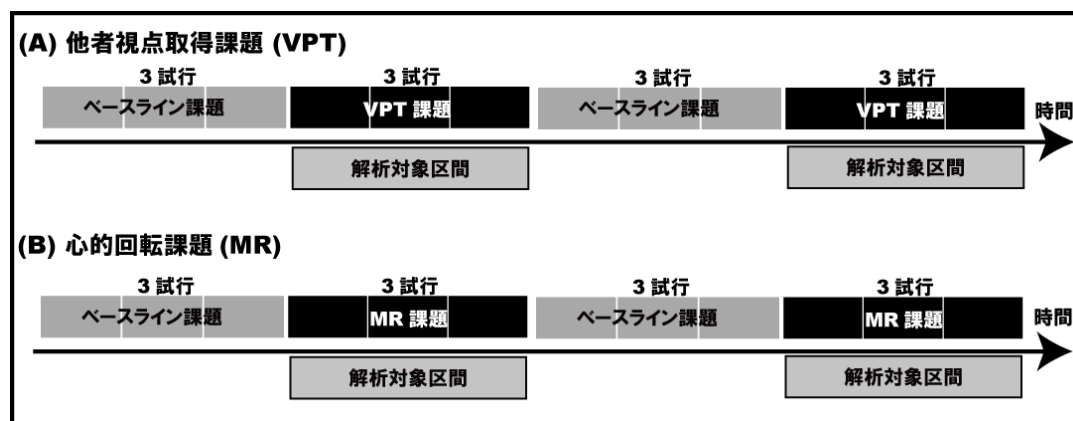 (A) 他者視点取得課題 (VPT)
3 試行 3 試行 3 試行 3 試行
ベースライン課題 VPT 課題 ベースライン課題 VPT 課題 時間
解析対象区間 解析対象区間
(B) 心的回転課題 (MR)
3 試行 3 試行 3 試行 3 試行
ベースライン課題 MR 課題 ベースライン課題 MR 課題 時間
解析対象区間 解析対象区間